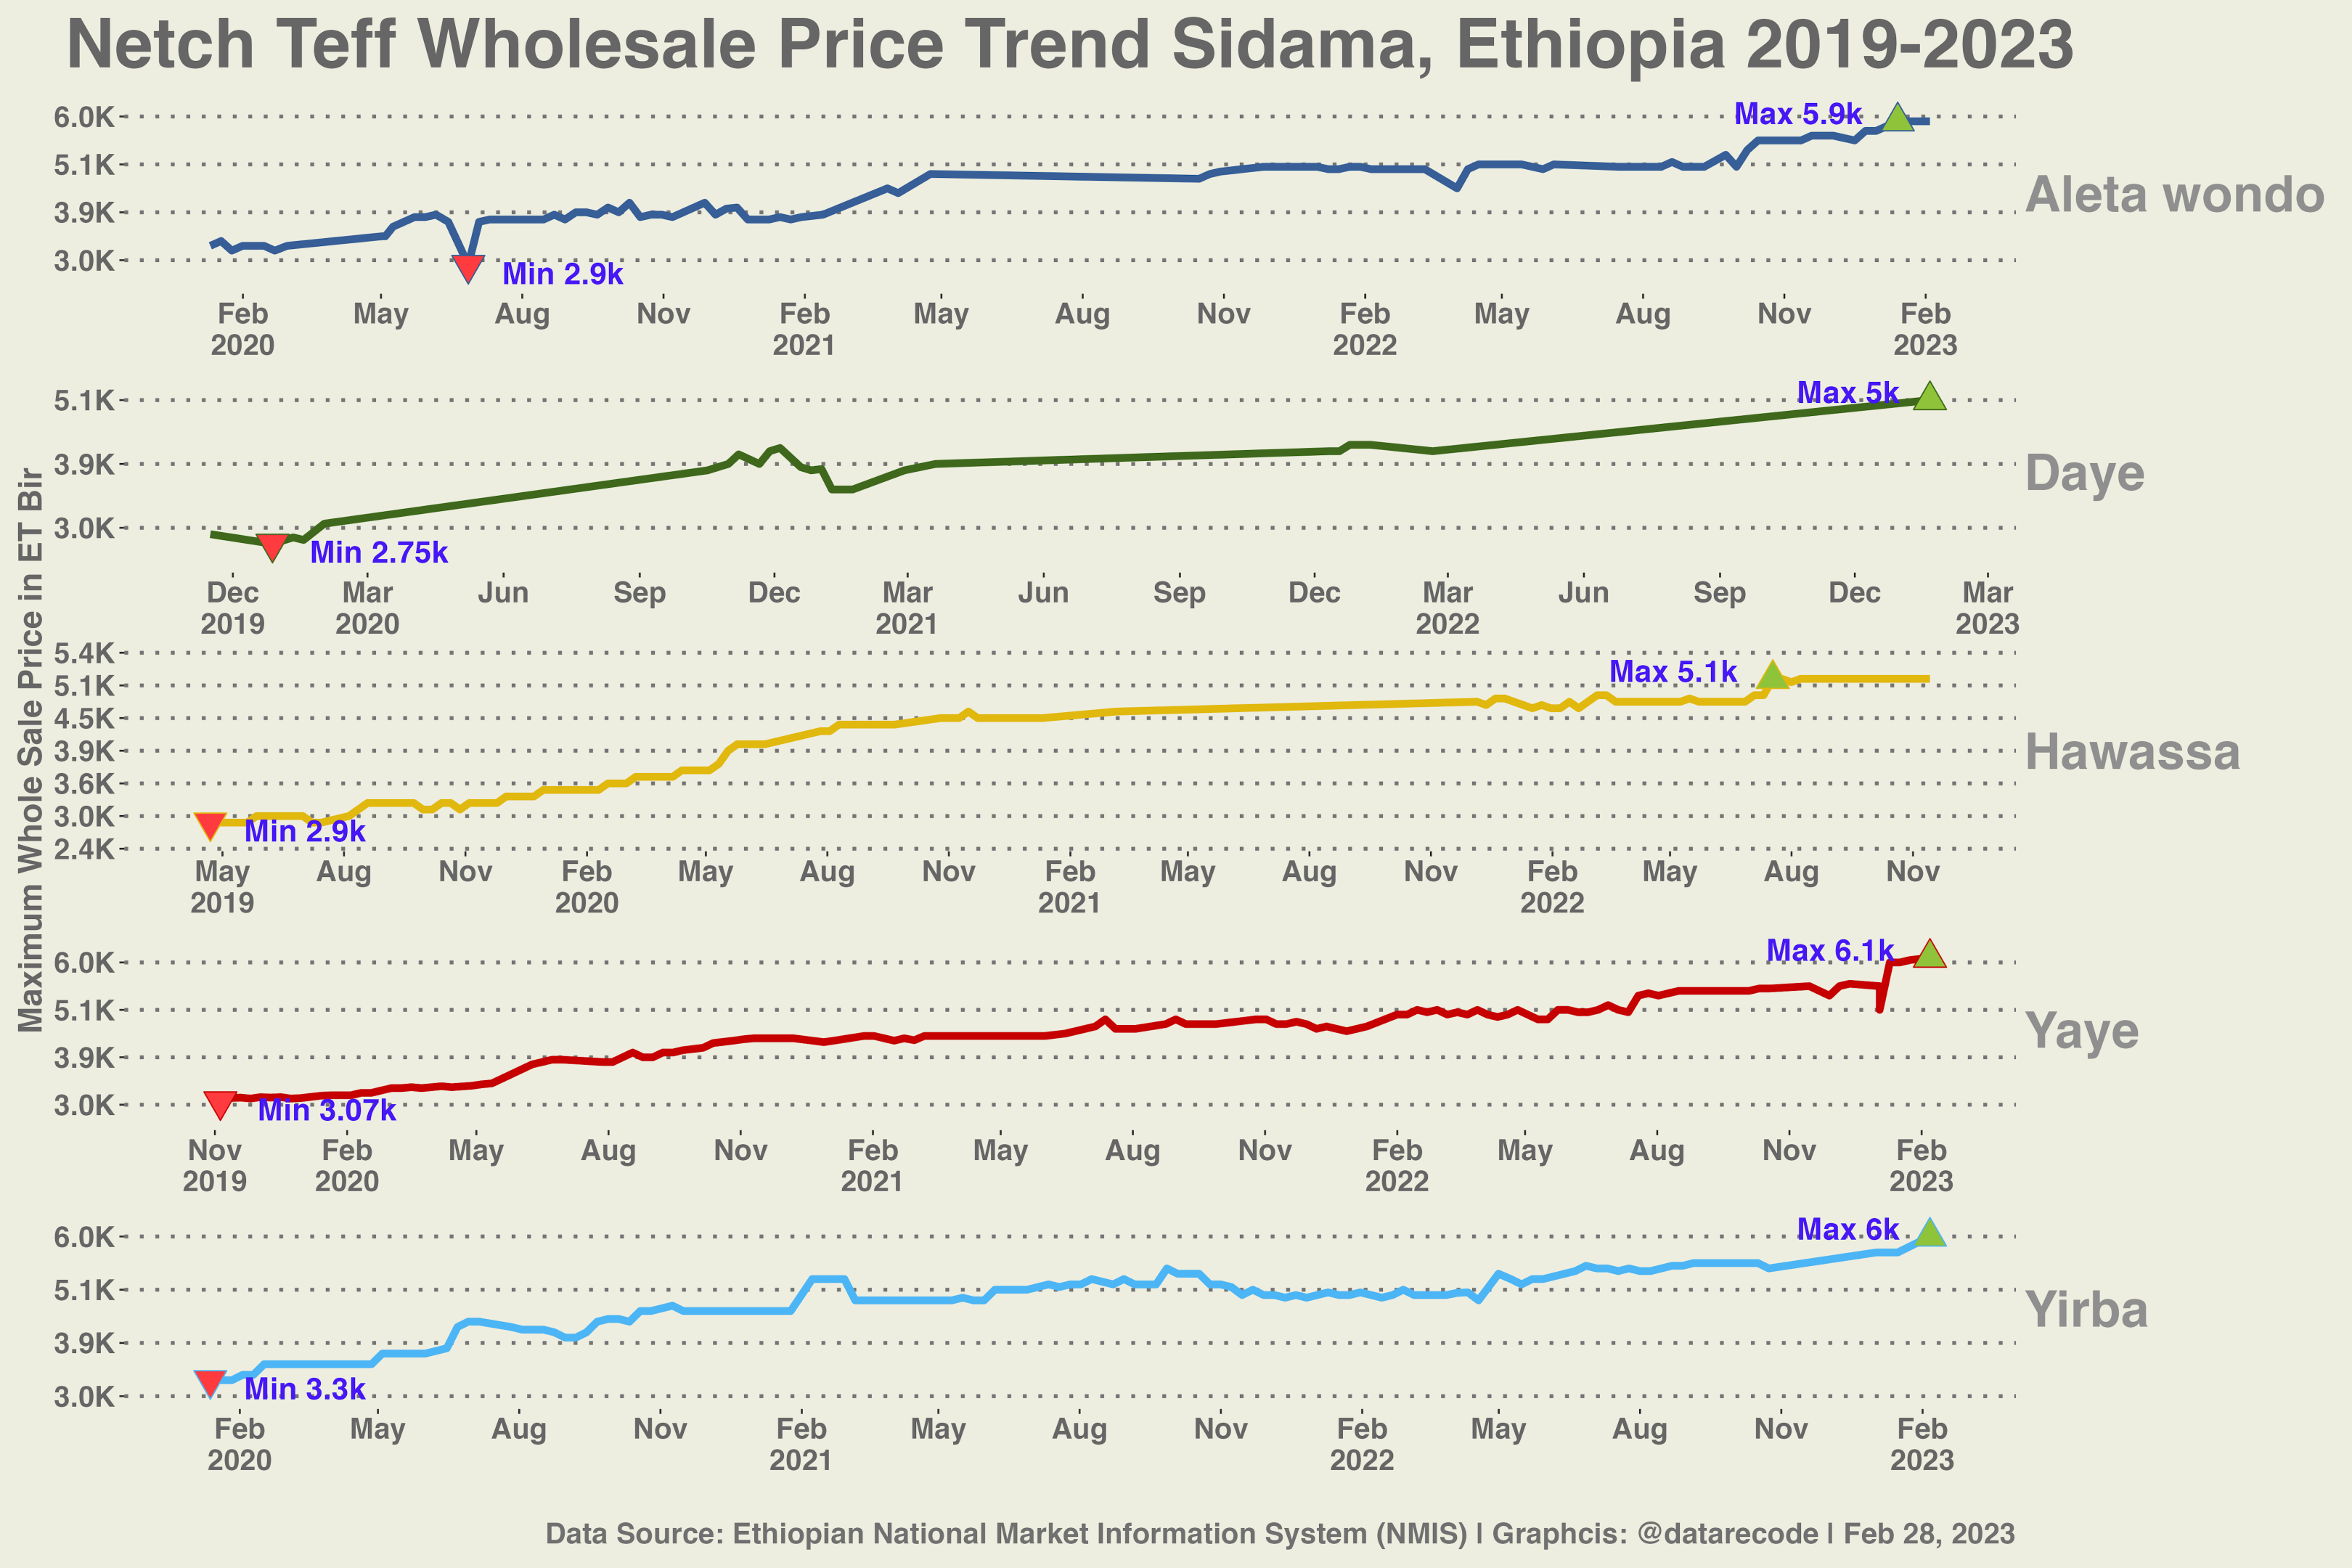 Netch Teff Wholesale Price Trend Sidama, Ethiopia 2019-2023
Maximum Whole Sale Price in ET Bir
6.0K
5.1K
3.9K
3.0K
Max 5.9k
Min 2.9k
Aleta wondo
Feb May Aug Nov Feb May Aug Nov Feb May Aug Nov Feb
2020 2021 2022 2023
5.1K
3.9K
3.0K
Max 5k
Min 2.75k
Daye
Dec Mar Jun Sep Dec Mar Jun Sep Dec Mar Jun Sep Dec Mar
2019 2020 2021 2022 2023
5.4K
5.1K
4.5K
3.9K
3.6K
3.0K
2.4K
Max 5.1k
Min 2.9k
Hawassa
May Aug Nov Feb May Aug Nov Feb May Aug Nov Feb May Aug Nov
2019 2020 2021 2022
6.0K
5.1K
3.9K
3.0K
Max 6.1k
Min 3.07k
Yaye
Nov Feb May Aug Nov Feb May Aug Nov Feb May Aug Nov Feb
2019 2020 2021 2022 2023
6.0K
5.1K
3.9K
3.0K
Max 6k
Min 3.3k
Yirba
Feb May Aug Nov Feb May Aug Nov Feb May Aug Nov Feb
2020 2021 2022 2023
Data Source: Ethiopian National Market Information System (NMIS) | Graphcis: @datarecode | Feb 28, 2023